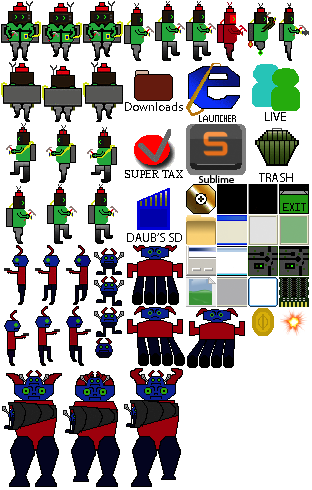 Downloads
LAUNCHER
LIVE
SUPER TAX
S
Sublime
TRASH
DAUB'S SD
EXIT